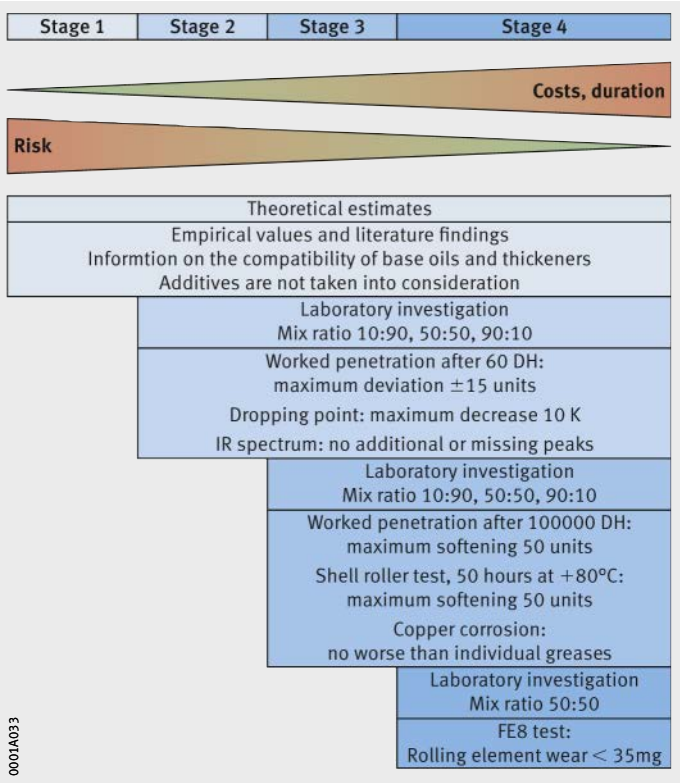 Stage 1 Stage 2 Stage 3 Stage 4
Costs, duration
Risk
Theoretical estimates
Empirical values and literature findings
Informtion on the compatibility of base oils and thickeners
Additives are not taken into consideration
Laboratory investigation
Mix ratio 10:90, 50:50, 90:10
Worked penetration after 60 DH:
maximum deviation ±15 units
Dropping point: maximum decrease 10 K
IR spectrum: no additional or missing peaks
Laboratory investigation
Mix ratio 10:90, 50:50, 90:10
Worked penetration after 100000 DH:
maximum softening 50 units
Shell roller test, 50 hours at +80°C:
maximum softening 50 units
Copper corrosion:
no worse than individual greases
Laboratory investigation
Mix ratio 50:50
FE8 test:
Rolling element wear < 35mg
0001A033